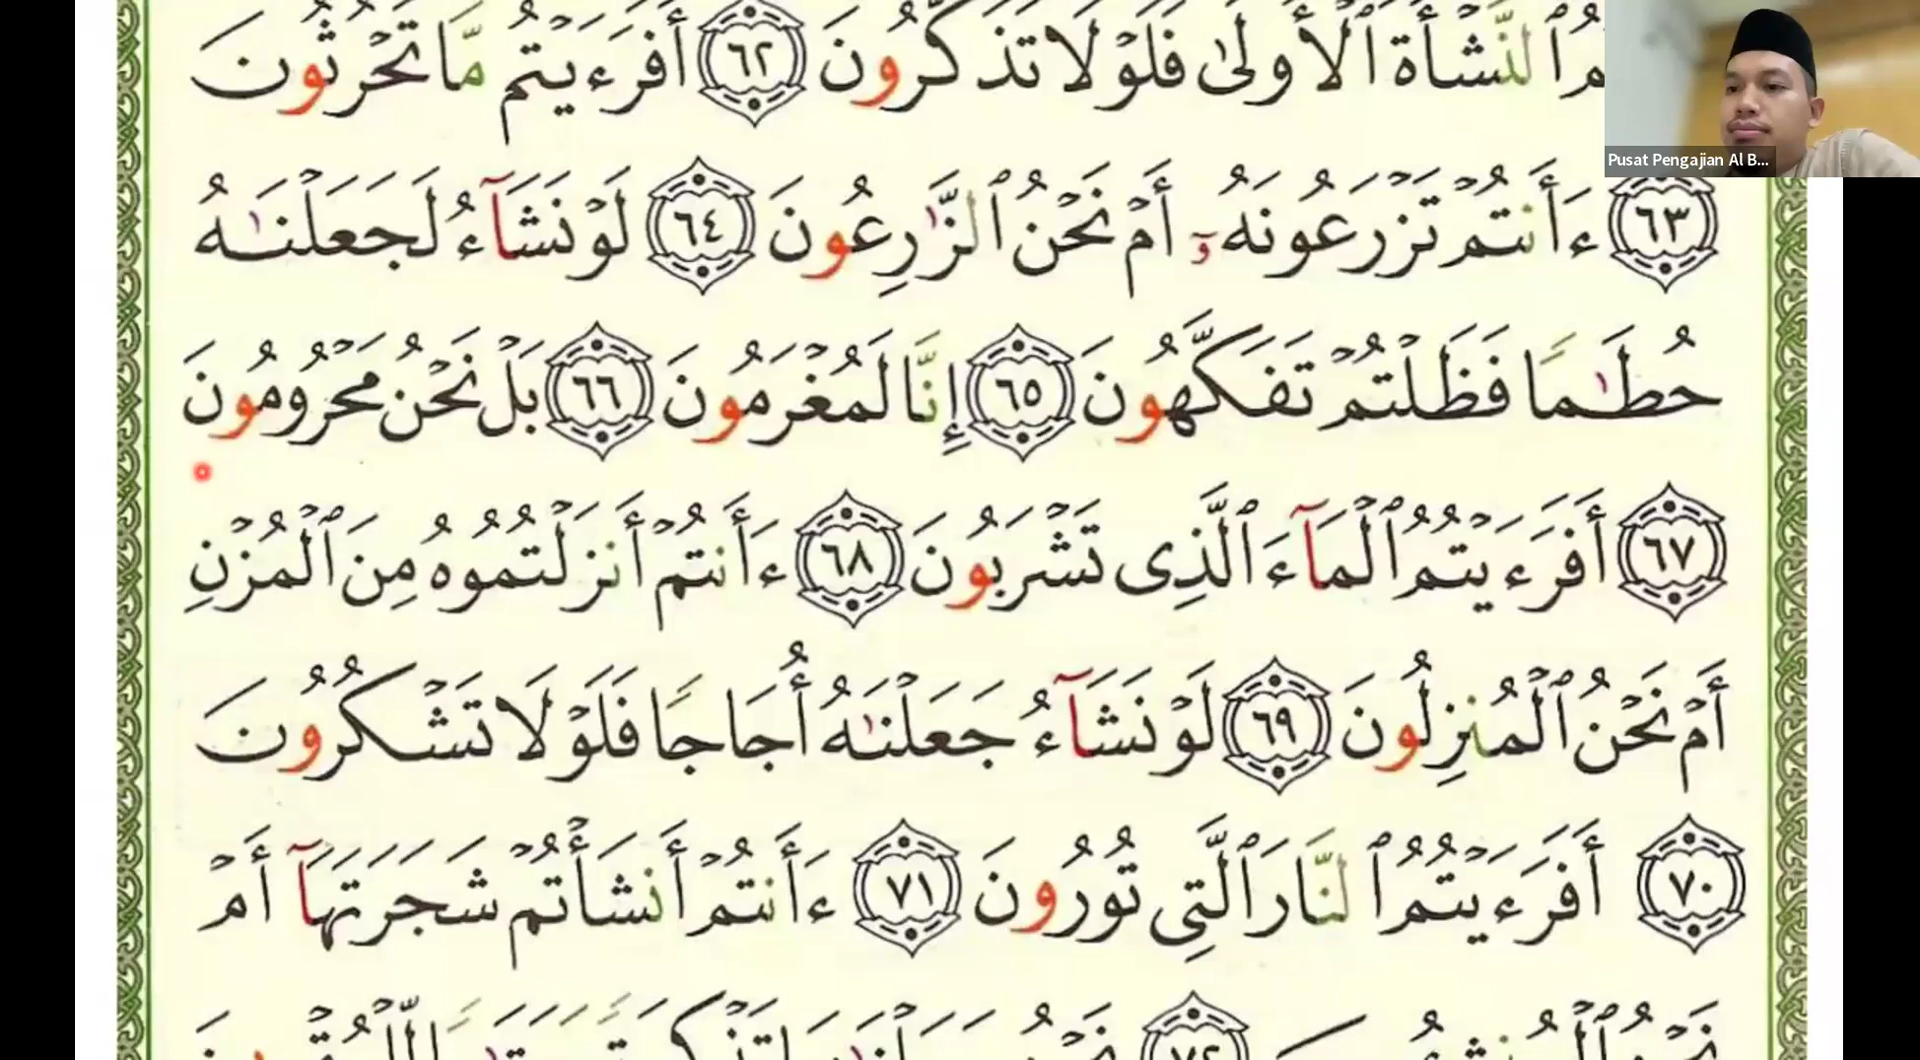 مُ ٱلنَّشْأَةَ ٱلْأُولَىٰ فَلَوْلَا تَذَكَّرُونَ ٦٢ أَفَرَءَيْتُم مَّا تَحْرُثُونَ
Pusat Pengajian Al B...
٦٣ ءَأَنتُمْ تَزْرَعُونَهُۥٓ أَمْ نَحْنُ ٱلزَّٰرِعُونَ ٦٤ لَوْ نَشَآءُ لَجَعَلْنَٰهُ
حُطَٰمًا فَظَلْتُمْ تَفَكَّهُونَ ٦٥ إِنَّا لَمُغْرَمُونَ ٦٦ بَلْ نَحْنُ مَحْرُومُونَ
٦٧ أَفَرَءَيْتُمُ ٱلْمَآءَ ٱلَّذِى تَشْرَبُونَ ٦٨ ءَأَنتُمْ أَنزَلْتُمُوهُ مِنَ ٱلْمُزْنِ
أَمْ نَحْنُ ٱلْمُنزِلُونَ ٦٩ لَوْ نَشَآءُ جَعَلْنَٰهُ أُجَاجًا فَلَوْلَا تَشْكُرُونَ
٧٠ أَفَرَءَيْتُمُ ٱلنَّارَ ٱلَّتِى تُورُونَ ٧١ ءَأَنتُمْ أَنشَأْتُمْ شَجَرَتَهَآ أَمْ